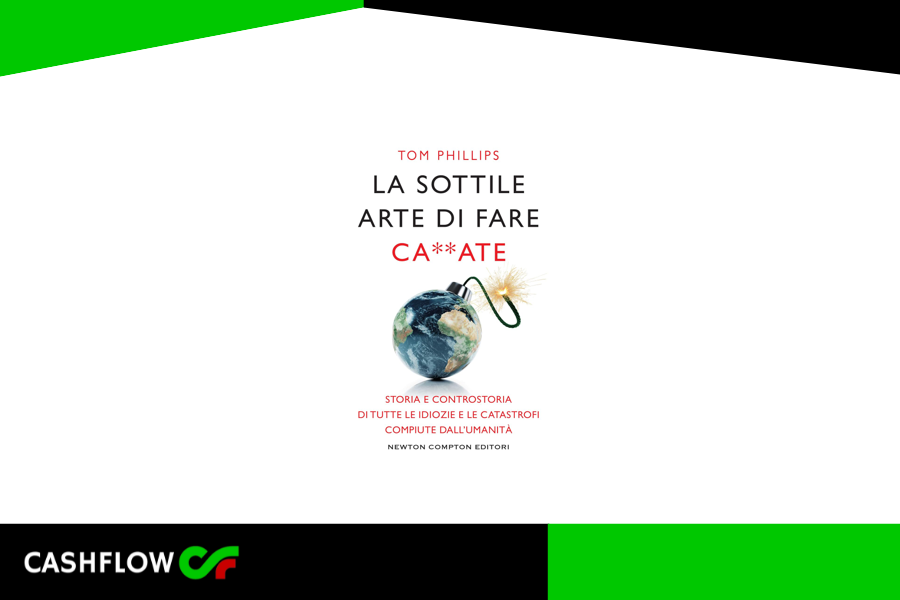 TOM PHILLIPS
LA SOTTILE
ARTE DI FARE
CA**ATE
STORIA E CONTROSTORIA
DI TUTTE LE IDIOZIE E LE CATASTROFI
COMPIUTE DALL'UMANITÀ
NEWTON COMPTON EDITORI
CASHFLOW